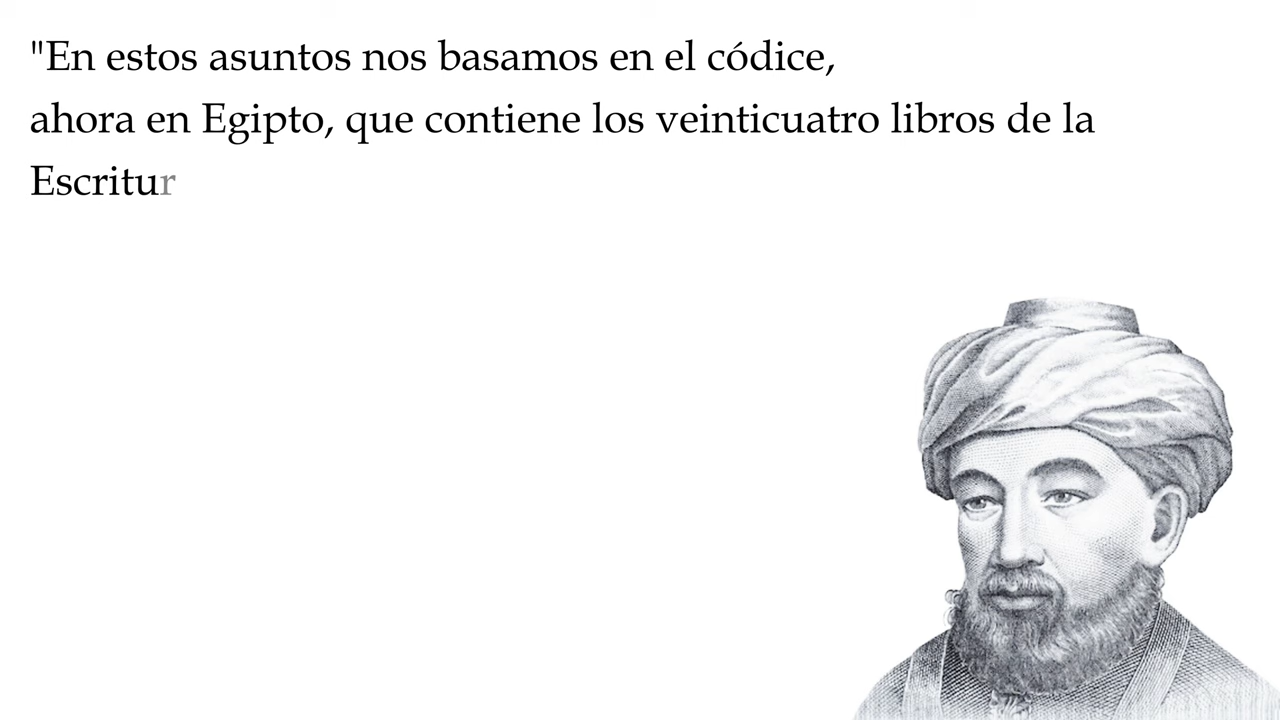 "En estos asuntos nos basamos en el códice,
ahora en Egipto, que contiene los veinticuatro libros de la
Escritur